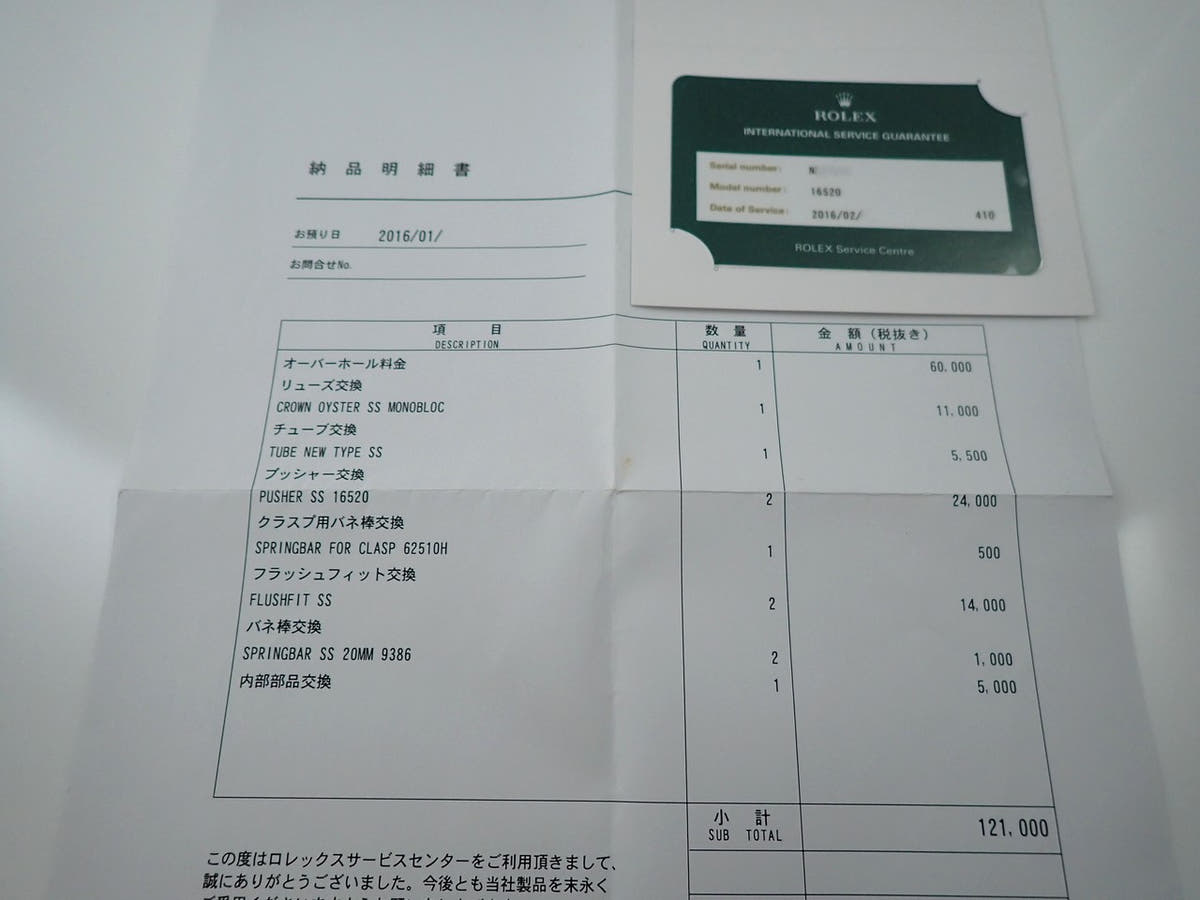 ROLEX
INTERNATIONAL SERVICE GUARANTEE
Serial number: N
Model number: 16520
Date of Service: 2016/02/ 410
ROLEX Service Centre
納品明細書
お預り日 2016/01/
お問合せNo.
項目 数量 金額(税抜き)
DESCRIPTION QUANTITY AMOUNT
オーバーホール料金 1 60,000
リューズ交換
CROWN OYSTER SS MONOBLOC 1 11,000
チューブ交換
TUBE NEW TYPE SS 1 5,500
プッシャー交換
PUSHER SS 16520 2 24,000
クラスプ用バネ棒交換
SPRINGBAR FOR CLASP 62510H 1 500
フラッシュフィット交換
FLUSHFIT SS 2 14,000
バネ棒交換
SPRINGBAR SS 20MM 9386 2 1,000
内部部品交換 1 5,000
小計
SUB TOTAL 121,000
この度はロレックスサービスセンターをご利用頂きまして、
誠にありがとうございました。今後とも当社製品を末永く